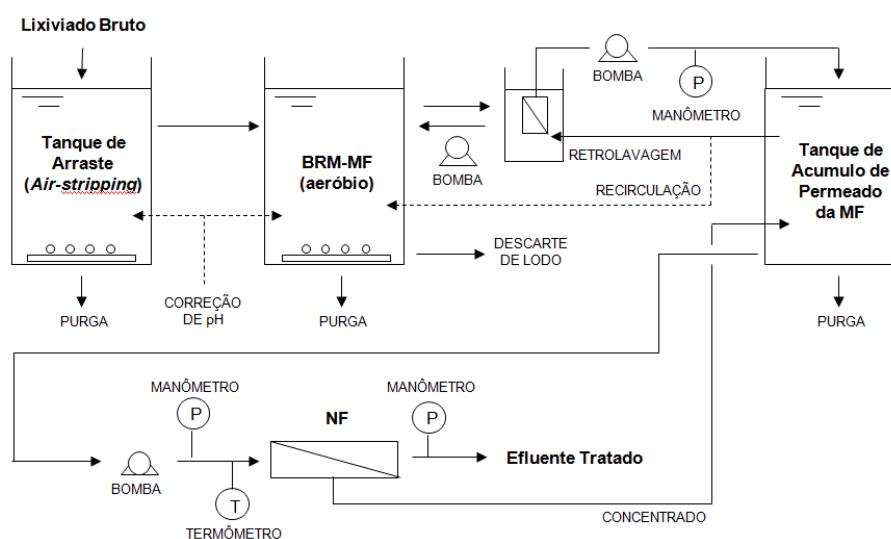 Lixiviado Bruto
BOMBA
P
MANÔMETRO
Tanque de
Arraste
(Air-stripping)
BRM-MF
(aeróbio)
BOMBA
RETROLAVAGEM
RECIRCULAÇÃO
Tanque de
Acumulo de
Permeado
da MF
DESCARTE
DE LODO
PURGA
CORREÇÃO
DE pH
PURGA
PURGA
MANÔMETRO
P
BOMBA
T
TERMÔMETRO
NF
MANÔMETRO
P
Efluente Tratado
CONCENTRADO